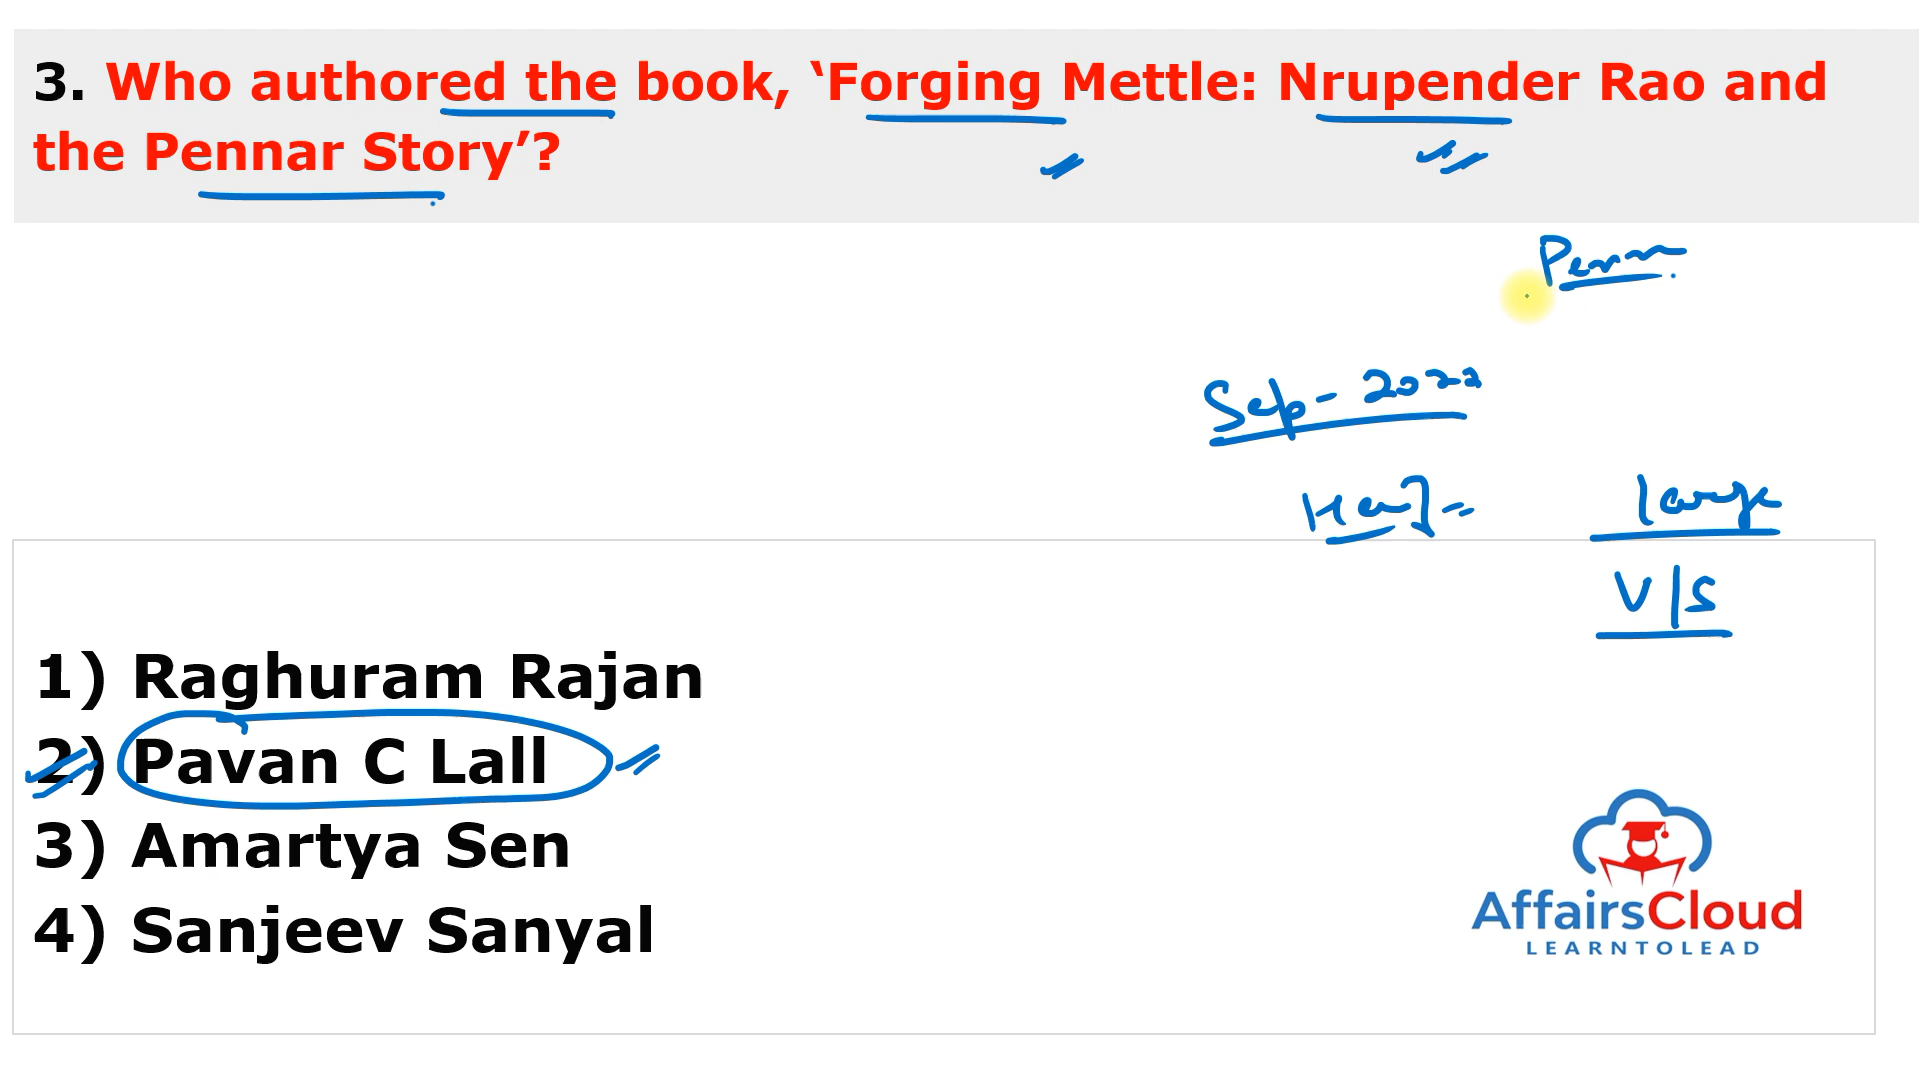 3. Who authored the book, ‘Forging Mettle: Nrupender Rao and
the Pennar Story’?
Sep - 2022
large
V/S
1) Raghuram Rajan
2) Pavan C Lall
3) Amartya Sen
4) Sanjeev Sanyal
AffairsCloud
LEARNTOLEAD